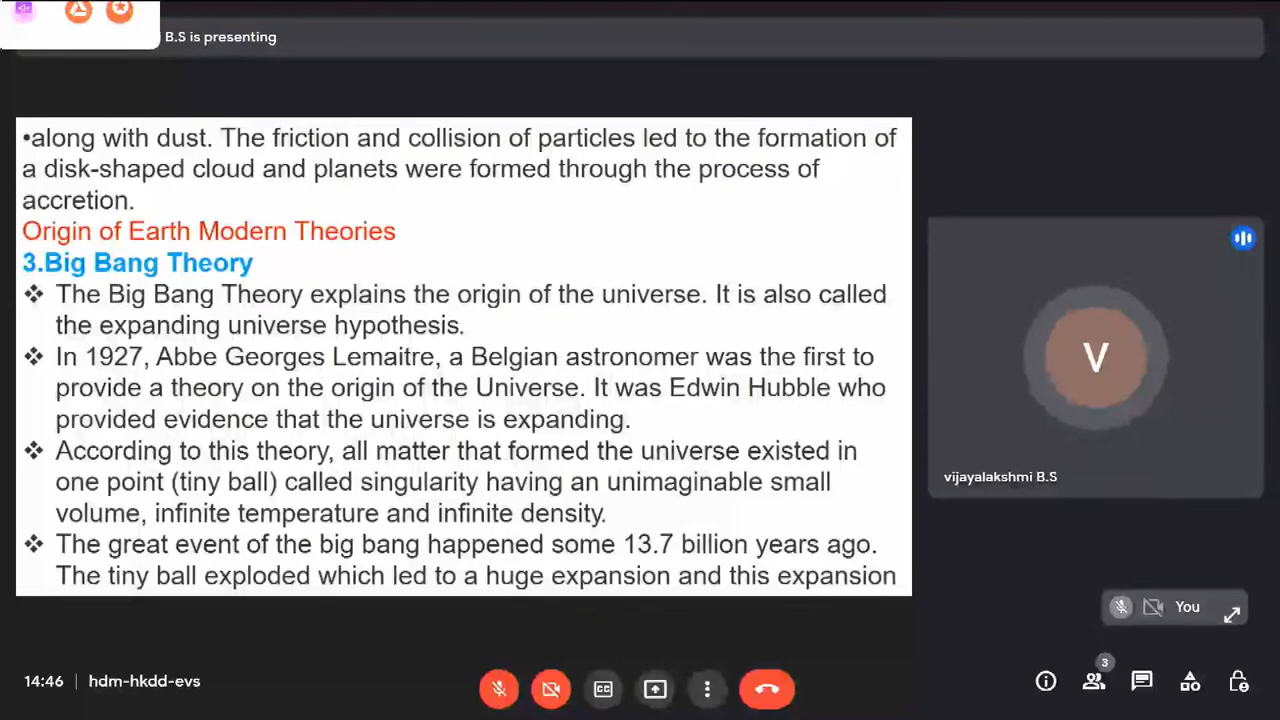 B.S is presenting
•along with dust. The friction and collision of particles led to the formation of
a disk-shaped cloud and planets were formed through the process of
accretion.
Origin of Earth Modern Theories
3.Big Bang Theory
❖ The Big Bang Theory explains the origin of the universe. It is also called
the expanding universe hypothesis.
❖ In 1927, Abbe Georges Lemaitre, a Belgian astronomer was the first to
provide a theory on the origin of the Universe. It was Edwin Hubble who
provided evidence that the universe is expanding.
❖ According to this theory, all matter that formed the universe existed in
one point (tiny ball) called singularity having an unimaginable small
volume, infinite temperature and infinite density.
❖ The great event of the big bang happened some 13.7 billion years ago.
The tiny ball exploded which led to a huge expansion and this expansion
V
vijayalakshmi B.S
You
14:46 | hdm-hkdd-evs
3